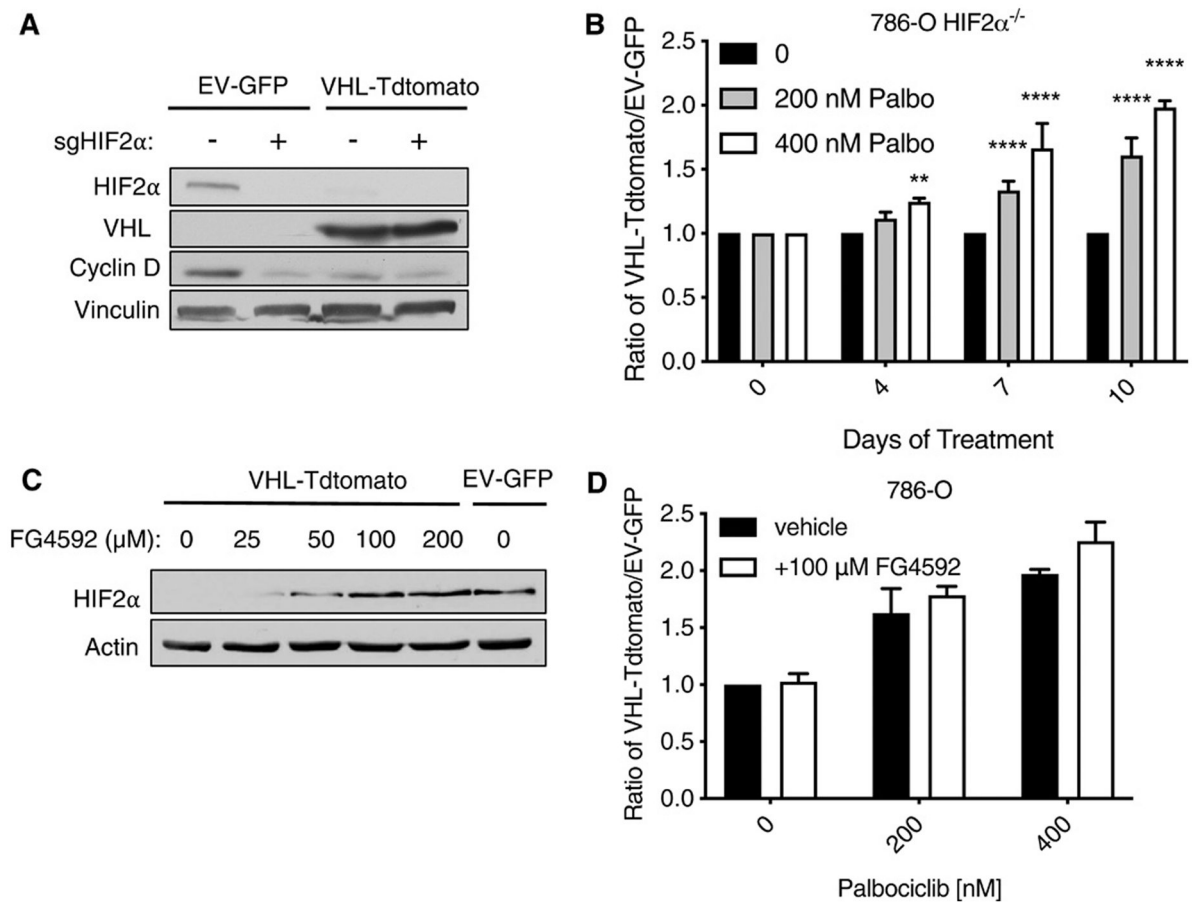 A
EV-GFP VHL-Tdtomato
sgHIF2α: - + - +
HIF2α
VHL
Cyclin D
Vinculin
B
786-O HIF2α-/-
Ratio of VHL-Tdtomato/EV-GFP
2.5
2.0
1.5
1.0
0.5
0.0
0
200 nM Palbo
400 nM Palbo
**
**** ****
**** ****
0 4 7 10
Days of Treatment
C
VHL-Tdtomato EV-GFP
FG4592 (µM): 0 25 50 100 200 0
HIF2α
Actin
D
786-O
Ratio of VHL-Tdtomato/EV-GFP
2.5
2.0
1.5
1.0
0.5
0.0
vehicle
+100 µM FG4592
0 200 400
Palbociclib [nM]